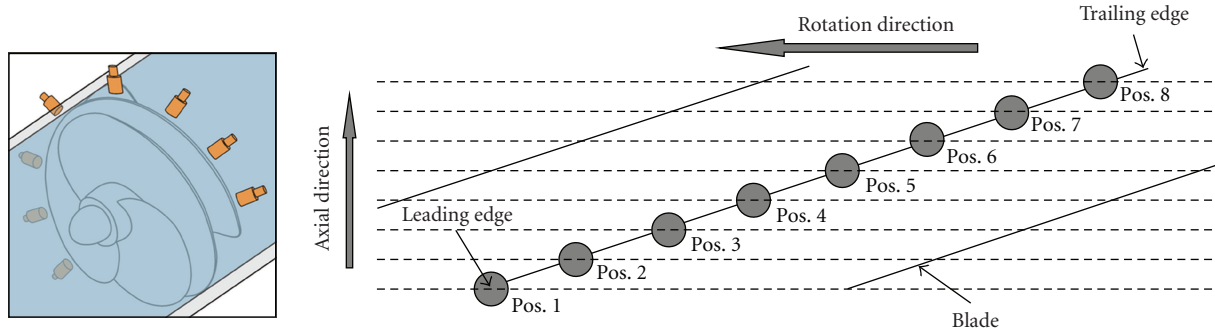 Trailing edge
Rotation direction
Pos. 8
Pos. 7
Pos. 6
Pos. 5
Axial direction
Leading edge
Pos. 4
Pos. 3
Pos. 2
Pos. 1
Blade